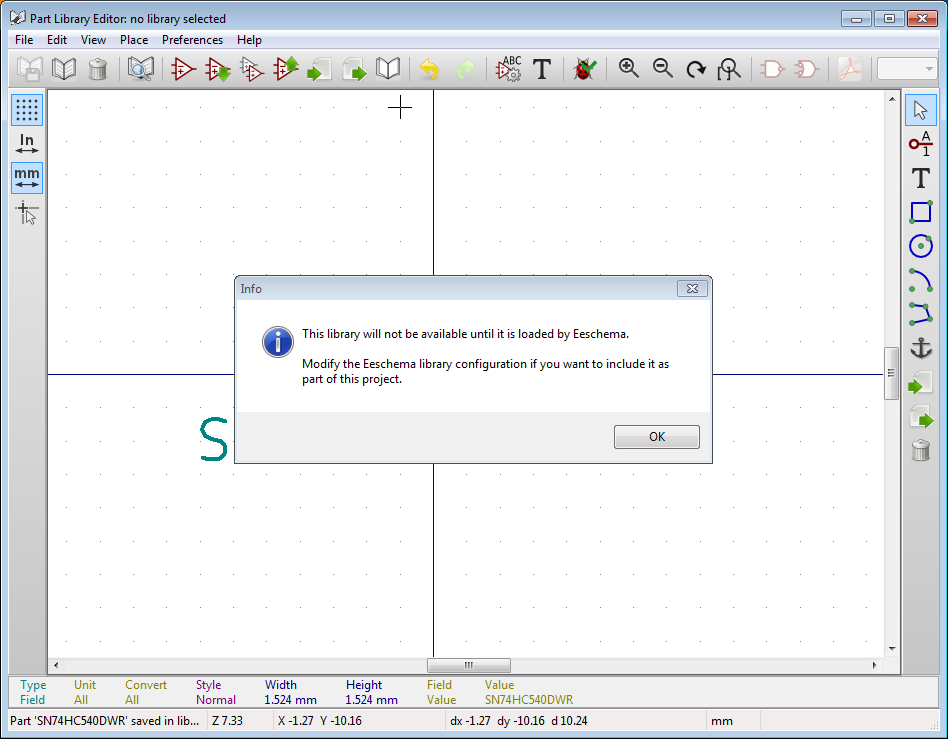 Part Library Editor: no library selected
File Edit View Place Preferences Help
ABC
T
In
mm
A
1
T
Info
This library will not be available until it is loaded by Eeschema.
Modify the Eeschema library configuration if you want to include it as
part of this project.
OK
S
Type Unit Convert Style Width Height Field Value
Field All All Normal 1.524 mm 1.524 mm Value SN74HC540DWR
Part 'SN74HC540DWR' saved in lib... Z 7.33 X -1.27 Y -10.16 dx -1.27 dy -10.16 d 10.24 mm